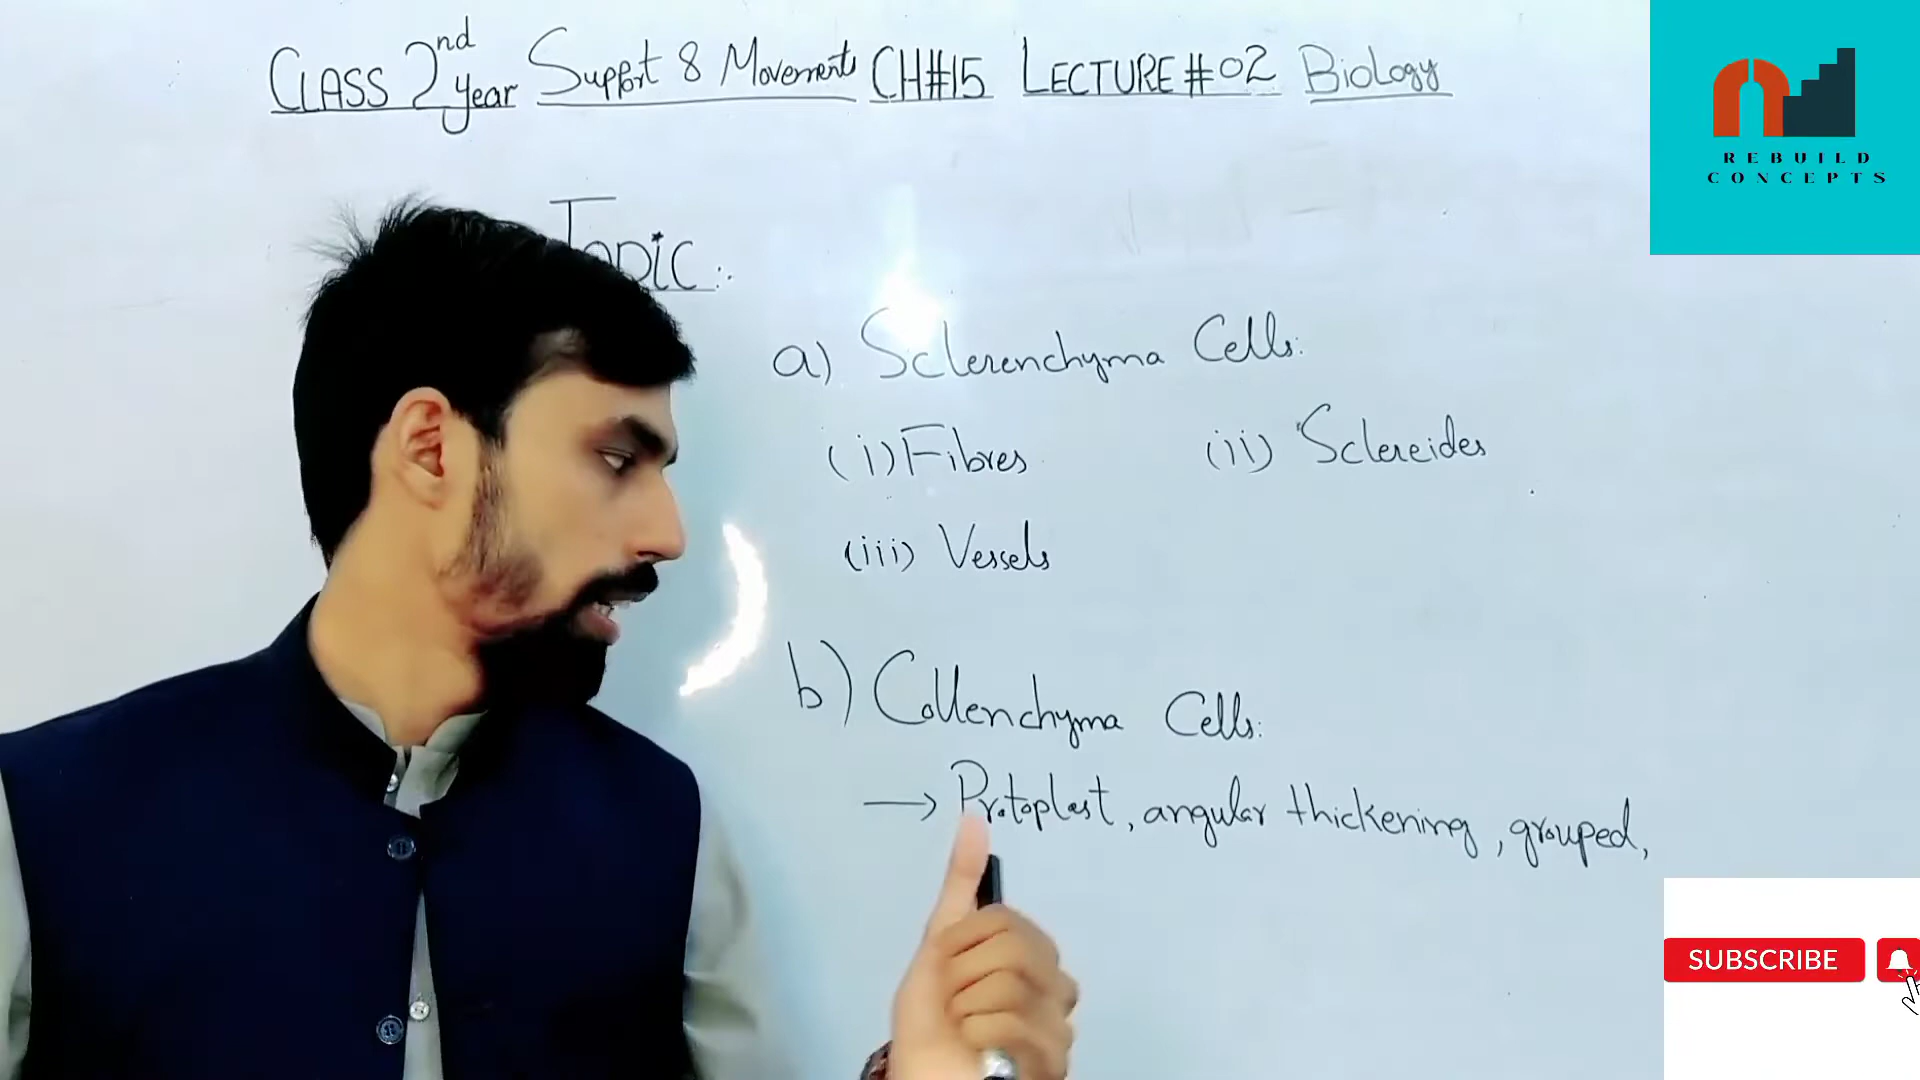 CLASS 2nd year Support & Movements CH#15 LECTURE #02 Biology
REBUILD
CONCEPTS
Topic:
a) Sclerenchyma Cells:
(i) Fibres (ii) Sclereides
(iii) Vessels
b) Collenchyma Cells:
→ Protoplast, angular thickening, grouped,
SUBSCRIBE